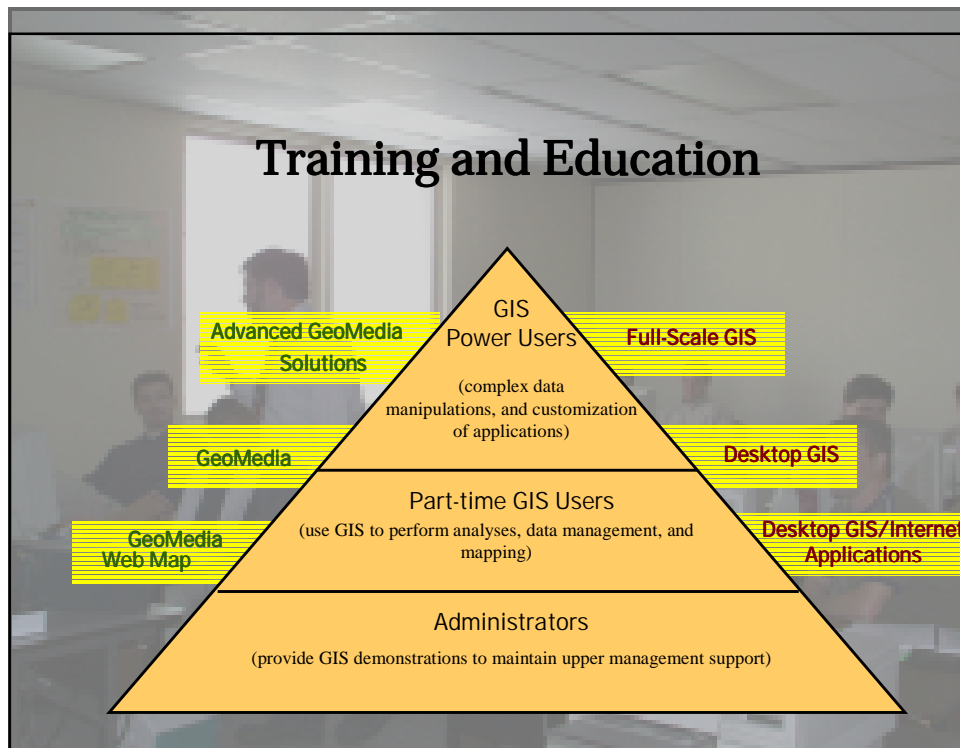 Training and Education
GIS
Power Users
(complex data
manipulations, and customization
of applications)
Advanced GeoMedia
Solutions
Full-Scale GIS
GeoMedia
Desktop GIS
Part-time GIS Users
(use GIS to perform analyses, data management, and
mapping)
GeoMedia
Web Map
Desktop GIS/Internet
Applications
Administrators
(provide GIS demonstrations to maintain upper management support)